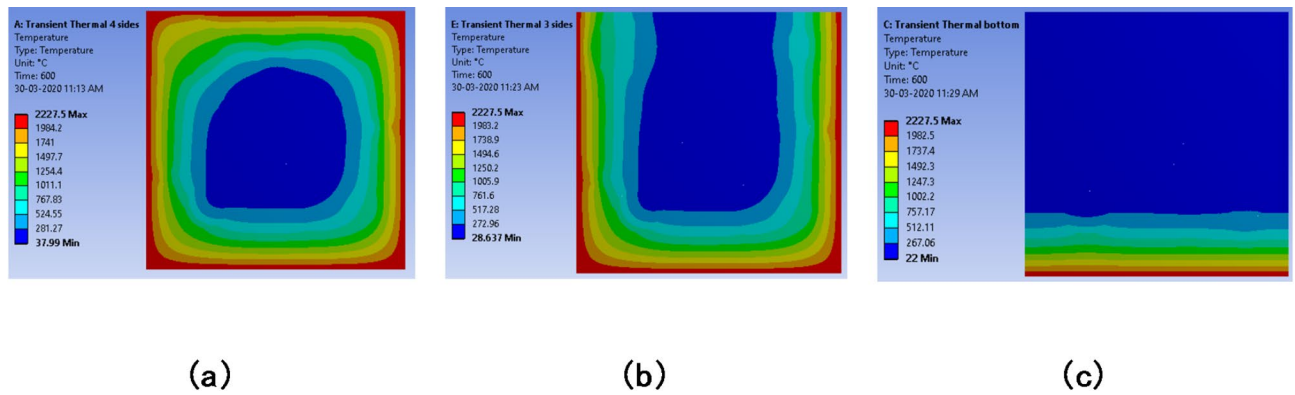 A: Transient Thermal 4 sides
Temperature
Type: Temperature
Unit: °C
Time: 600
30-03-2020 11:13 AM
2227.5 Max
1984.2
1741
1497.7
1254.4
1011.1
767.83
524.55
281.27
37.99 Min
(a)
E: Transient Thermal 3 sides
Temperature
Type: Temperature
Unit: °C
Time: 600
30-03-2020 11:23 AM
2227.5 Max
1983.2
1738.9
1494.6
1250.2
1005.9
761.6
517.28
272.96
28.637 Min
(b)
C: Transient Thermal bottom
Temperature
Type: Temperature
Unit: °C
Time: 600
30-03-2020 11:29 AM
2227.5 Max
1982.5
1737.4
1492.3
1247.3
1002.2
757.17
512.11
267.06
22 Min
(c)